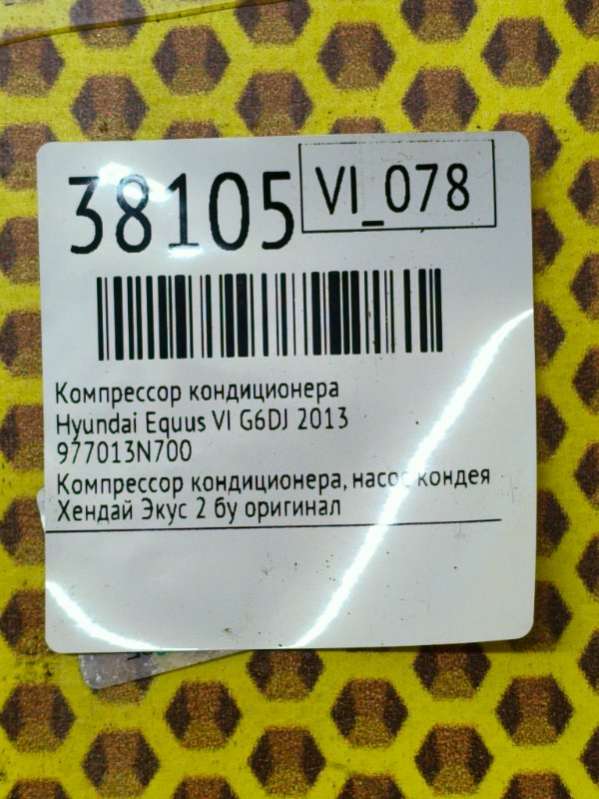 38105
VI_078
Компрессор кондиционера
Hyundai Equus VI G6DJ 2013
977013N700
Компрессор кондиционера, насос кондея
Хендай Экус 2 бу оригинал